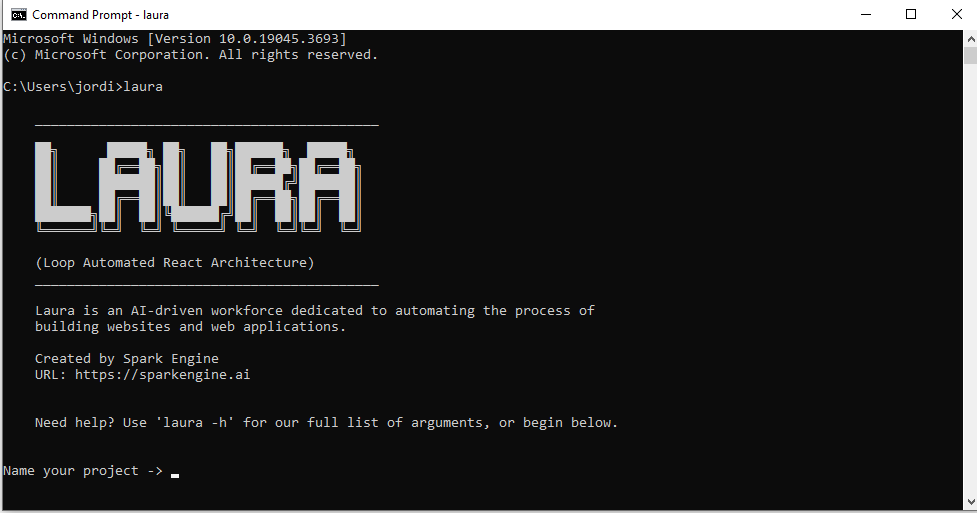 Command Prompt - laura
Microsoft Windows [Version 10.0.19045.3693]
(c) Microsoft Corporation. All rights reserved.
C:\Users\jordi>laura
LAURA
(Loop Automated React Architecture)
Laura is an AI-driven workforce dedicated to automating the process of
building websites and web applications.
Created by Spark Engine
URL: https://sparkengine.ai
Need help? Use 'laura -h' for our full list of arguments, or begin below.
Name your project -> _